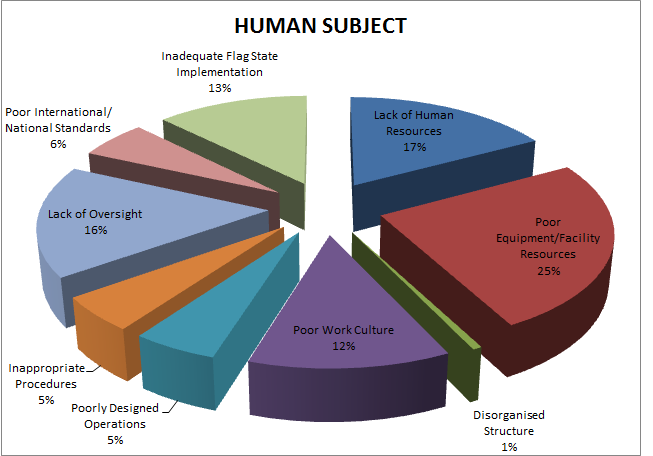 HUMAN SUBJECT
Inadequate Flag State
Implementation
13%
Lack of Human
Resources
17%
Poor International/
National Standards
6%
Poor
Equipment/Facility
Resources
25%
Lack of Oversight
16%
Poor Work Culture
12%
Inappropriate
Procedures
5%
Poorly Designed
Operations
5%
Disorganised
Structure
1%